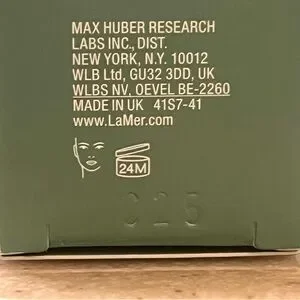 MAX HUBER RESEARCH
LABS INC., DIST.
NEW YORK, N.Y. 10012
WLB Ltd, GU32 3DD, UK
WLBS NV, OEVEL BE-2260
MADE IN UK 41S7-41
www.LaMer.com
24M